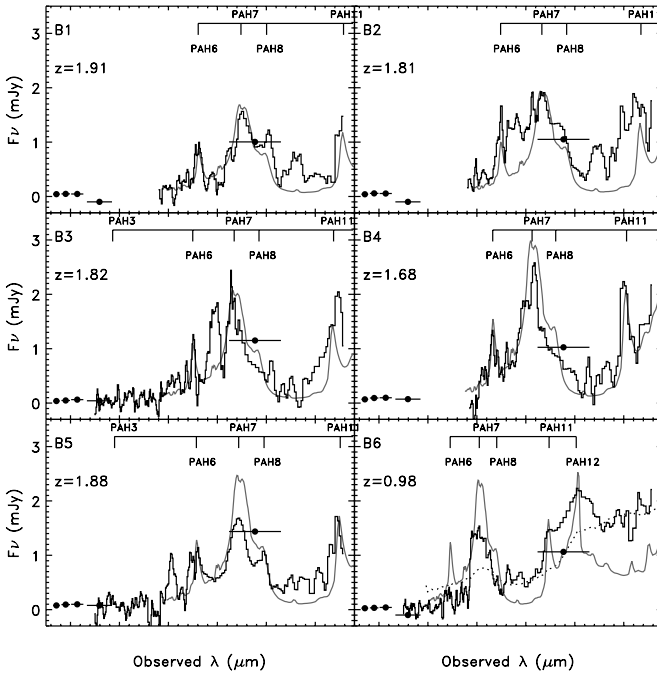 PAH7 PAH11
B1
PAH6 PAH8
z=1.91
PAH7 PAH1
B2
PAH6 PAH8
z=1.81
3
2
1
0
Fν (mJy)
PAH3 PAH7 PAH11
B3
PAH6 PAH8
z=1.82
PAH7 PAH11
B4
PAH6 PAH8
z=1.68
3
2
1
0
Fν (mJy)
PAH3 PAH7 PAH11
B5
PAH6 PAH8
z=1.88
PAH7 PAH11
B6
PAH6 PAH8 PAH12
z=0.98
3
2
1
0
Fν (mJy)
Observed λ (μm) Observed λ (μm)